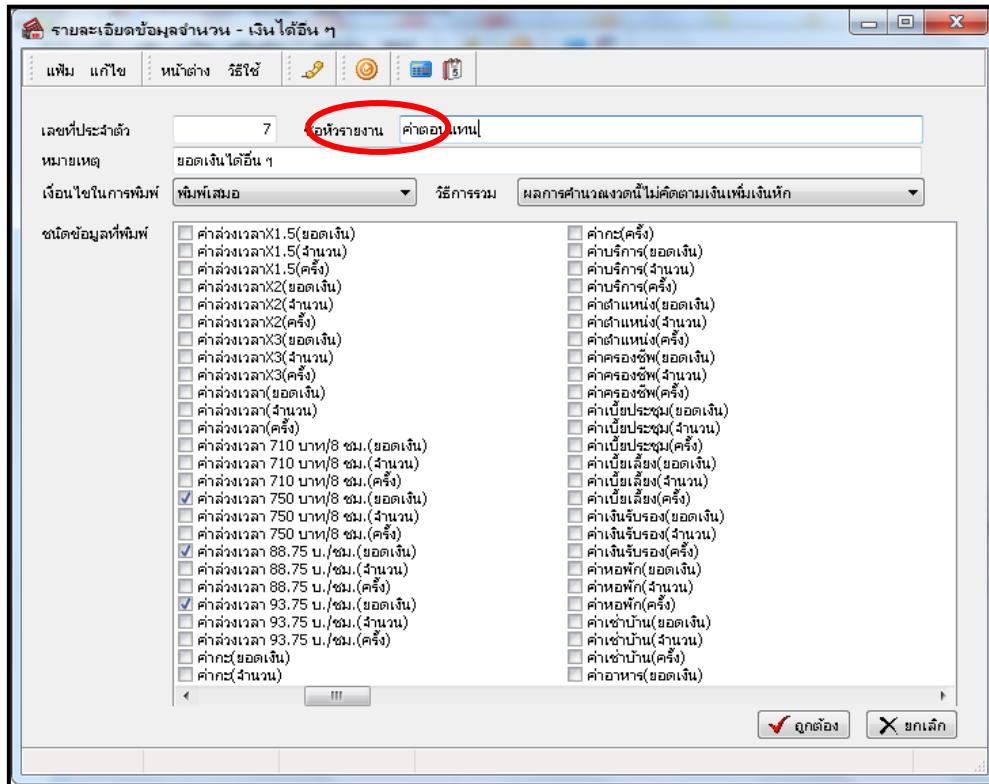 รายละเอียดข้อมูลจำนวน - เงินได้อื่น ๆ
แฟ้ม แก้ไข หน้าต่าง วิธีใช้
เลขที่ประจำตัว 7 ชื่อหัวรายงาน ค่าตอบแทน
หมายเหตุ ยอดเงินได้อื่น ๆ
เงื่อนไขในการพิมพ์ พิมพ์เสมอ วิธีการรวม ผลการคำนวณงวดนี้ไม่คิดตามเงินเพิ่มเงินหัก
ชนิดข้อมูลที่พิมพ์
ค่าล่วงเวลาX1.5(ยอดเงิน)
ค่าล่วงเวลาX1.5(จำนวน)
ค่าล่วงเวลาX1.5(ครั้ง)
ค่าล่วงเวลาX2(ยอดเงิน)
ค่าล่วงเวลาX2(จำนวน)
ค่าล่วงเวลาX2(ครั้ง)
ค่าล่วงเวลาX3(ยอดเงิน)
ค่าล่วงเวลาX3(จำนวน)
ค่าล่วงเวลาX3(ครั้ง)
ค่าล่วงเวลา(ยอดเงิน)
ค่าล่วงเวลา(จำนวน)
ค่าล่วงเวลา(ครั้ง)
ค่าล่วงเวลา 710 บาท/8 ชม.(ยอดเงิน)
ค่าล่วงเวลา 710 บาท/8 ชม.(จำนวน)
ค่าล่วงเวลา 710 บาท/8 ชม.(ครั้ง)
ค่าล่วงเวลา 750 บาท/8 ชม.(ยอดเงิน)
ค่าล่วงเวลา 750 บาท/8 ชม.(จำนวน)
ค่าล่วงเวลา 750 บาท/8 ชม.(ครั้ง)
ค่าล่วงเวลา 88.75 บ./ชม.(ยอดเงิน)
ค่าล่วงเวลา 88.75 บ./ชม.(จำนวน)
ค่าล่วงเวลา 88.75 บ./ชม.(ครั้ง)
ค่าล่วงเวลา 93.75 บ./ชม.(ยอดเงิน)
ค่าล่วงเวลา 93.75 บ./ชม.(จำนวน)
ค่าล่วงเวลา 93.75 บ./ชม.(ครั้ง)
ค่ากะ(ยอดเงิน)
ค่ากะ(จำนวน)
ค่ากะ(ครั้ง)
ค่าบริการ(ยอดเงิน)
ค่าบริการ(จำนวน)
ค่าบริการ(ครั้ง)
ค่าตำแหน่ง(ยอดเงิน)
ค่าตำแหน่ง(จำนวน)
ค่าตำแหน่ง(ครั้ง)
ค่าครองชีพ(ยอดเงิน)
ค่าครองชีพ(จำนวน)
ค่าครองชีพ(ครั้ง)
ค่าเบี้ยประชุม(ยอดเงิน)
ค่าเบี้ยประชุม(จำนวน)
ค่าเบี้ยประชุม(ครั้ง)
ค่าเบี้ยเลี้ยง(ยอดเงิน)
ค่าเบี้ยเลี้ยง(จำนวน)
ค่าเบี้ยเลี้ยง(ครั้ง)
ค่าเงินรับรอง(ยอดเงิน)
ค่าเงินรับรอง(จำนวน)
ค่าเงินรับรอง(ครั้ง)
ค่าหอพัก(ยอดเงิน)
ค่าหอพัก(จำนวน)
ค่าหอพัก(ครั้ง)
ค่าเช่าบ้าน(ยอดเงิน)
ค่าเช่าบ้าน(จำนวน)
ค่าเช่าบ้าน(ครั้ง)
ค่าอาหาร(ยอดเงิน)
ถูกต้อง ยกเลิก